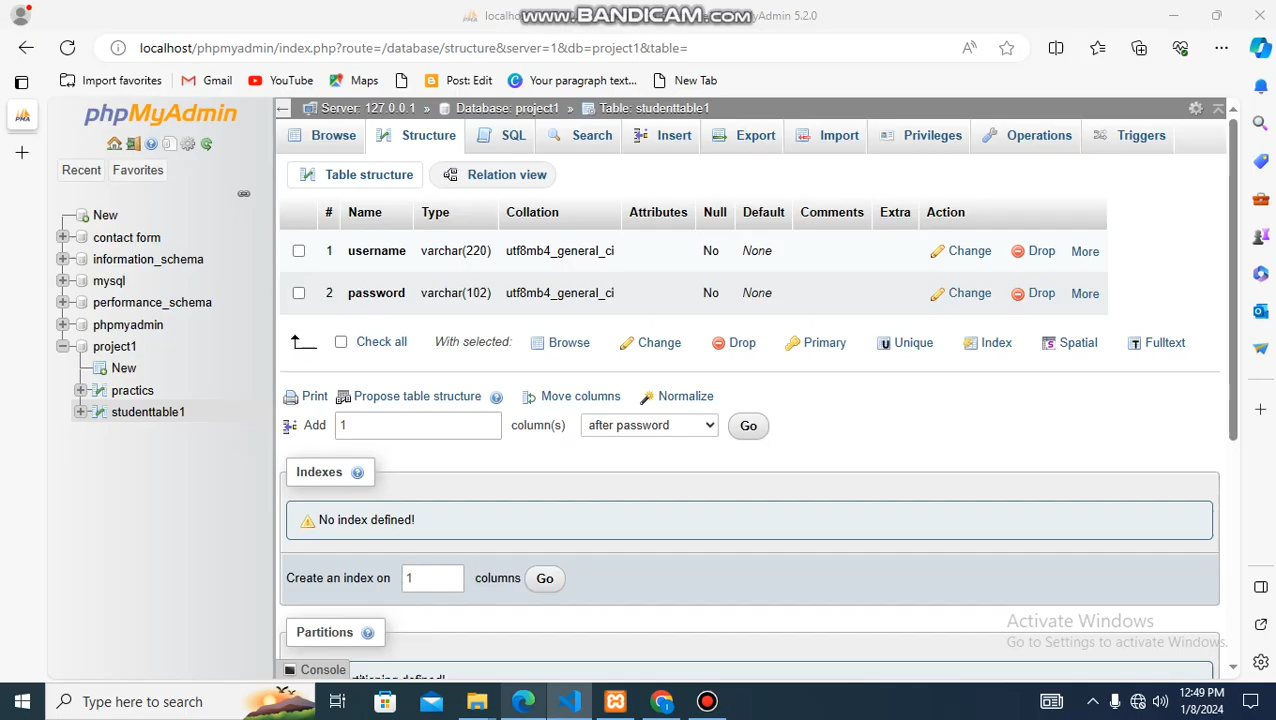 localho
www.BANDICAM.com
yAdmin 5.2.0
localhost/phpmyadmin/index.php?route=/database/structure&server=1&db=project1&table=
Import favorites Gmail YouTube Maps Post Edit Your paragraph text... New Tab
phpMyAdmin
Recent Favorites
New
contact form
information_schema
mysql
performance_schema
phpmyadmin
project1
New
practics
studenttable1
Server: 127.0.0.1 » Database: project1 » Table: studenttable1
Browse Structure SQL Search Insert Export Import Privileges Operations Triggers
Table structure Relation view
# Name Type Collation Attributes Null Default Comments Extra Action
1 username varchar(220) utf8mb4_general_ci No None Change Drop More
2 password varchar(102) utf8mb4_general_ci No None Change Drop More
Check all With selected: Browse Change Drop Primary Unique Index Spatial Fulltext
Print Propose table structure Move columns Normalize
Add 1 column(s) after password Go
Indexes
No index defined!
Create an index on 1 columns Go
Partitions
Console
Activate Windows
Go to Settings to activate Windows.
Type here to search
12:49 PM
1/8/2024